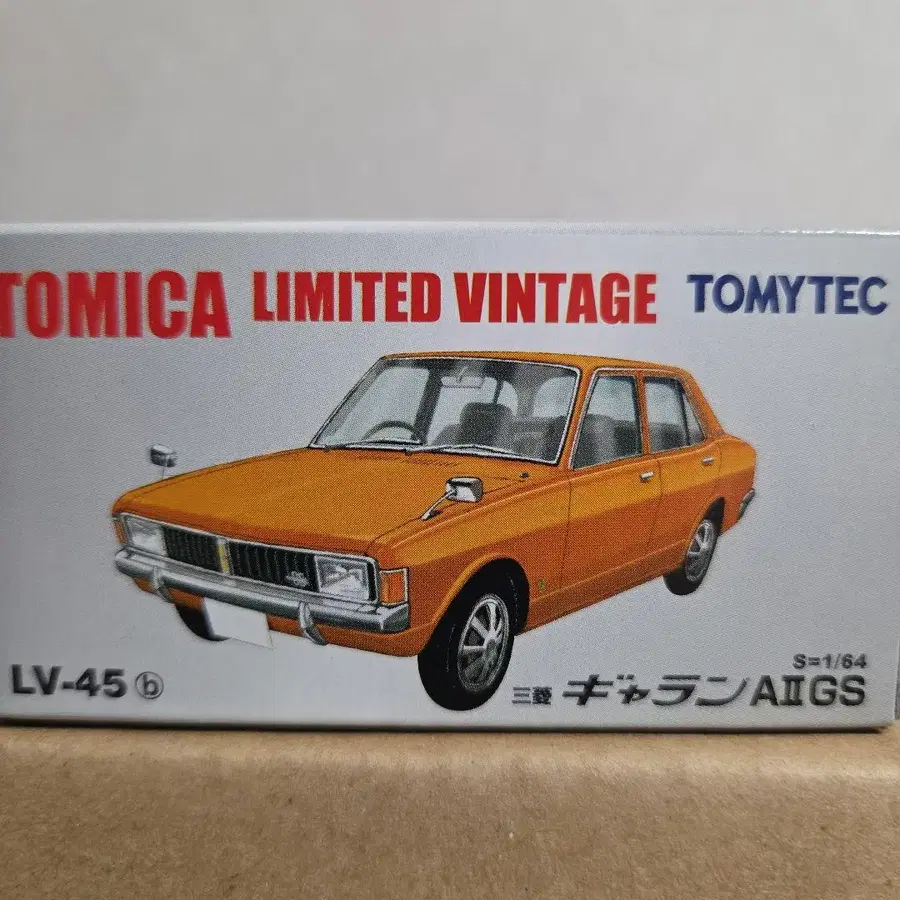 TOMICA LIMITED VINTAGE TOMYTEC
S=1/64
LV-45 ⓑ 三菱 ギャランAⅡGS